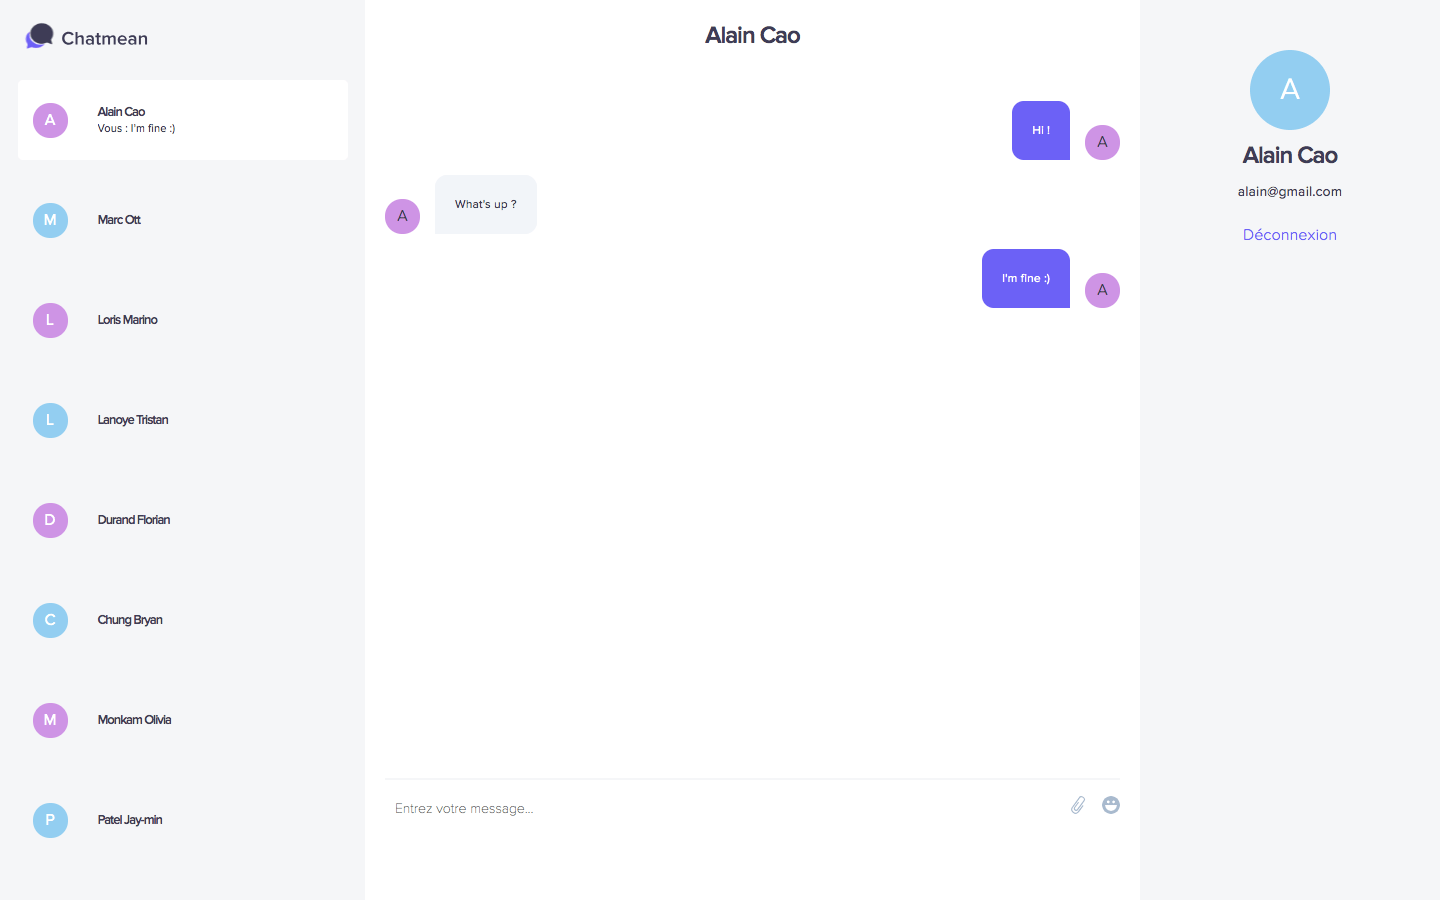 Chatmean
A
Alain Cao
Vous : I'm fine :)
M
Marc Ott
L
Loris Marino
L
Lanoye Tristan
D
Durand Florian
C
Chung Bryan
M
Monkam Olivia
P
Patel Jay-min
Alain Cao
Hi !
A
What's up ?
A
I'm fine :)
A
Entrez votre message...
A
Alain Cao
alain@gmail.com
Déconnexion